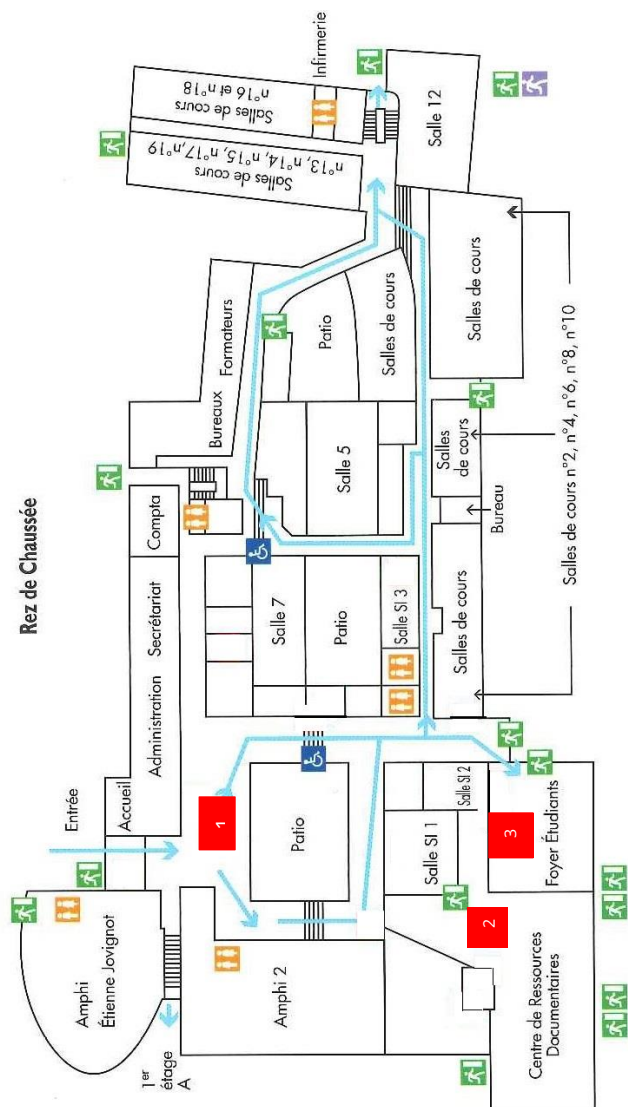 Rez de Chaussée
Entrée
Accueil
Administration
Secrétariat
Compta
Bureaux
Formateurs
Salles de cours
n°13, n°14, n°15, n°17,n°19
Salles de cours
n°16 et n°18
Infirmerie
Amphi
Étienne Jovignot
1er
étage
A
Amphi 2
1
Patio
Salle 7
Patio
Salle SI 3
Salle 5
Patio
Salles de cours
Salle 12
Salle SI 1
Salle SI 2
2
3
Foyer Étudiants
Centre de Ressources
Documentaires
Salles de cours
Bureau
Salles
de cours
Salles de cours
Salles de cours n°2, n°4, n°6, n°8, n°10